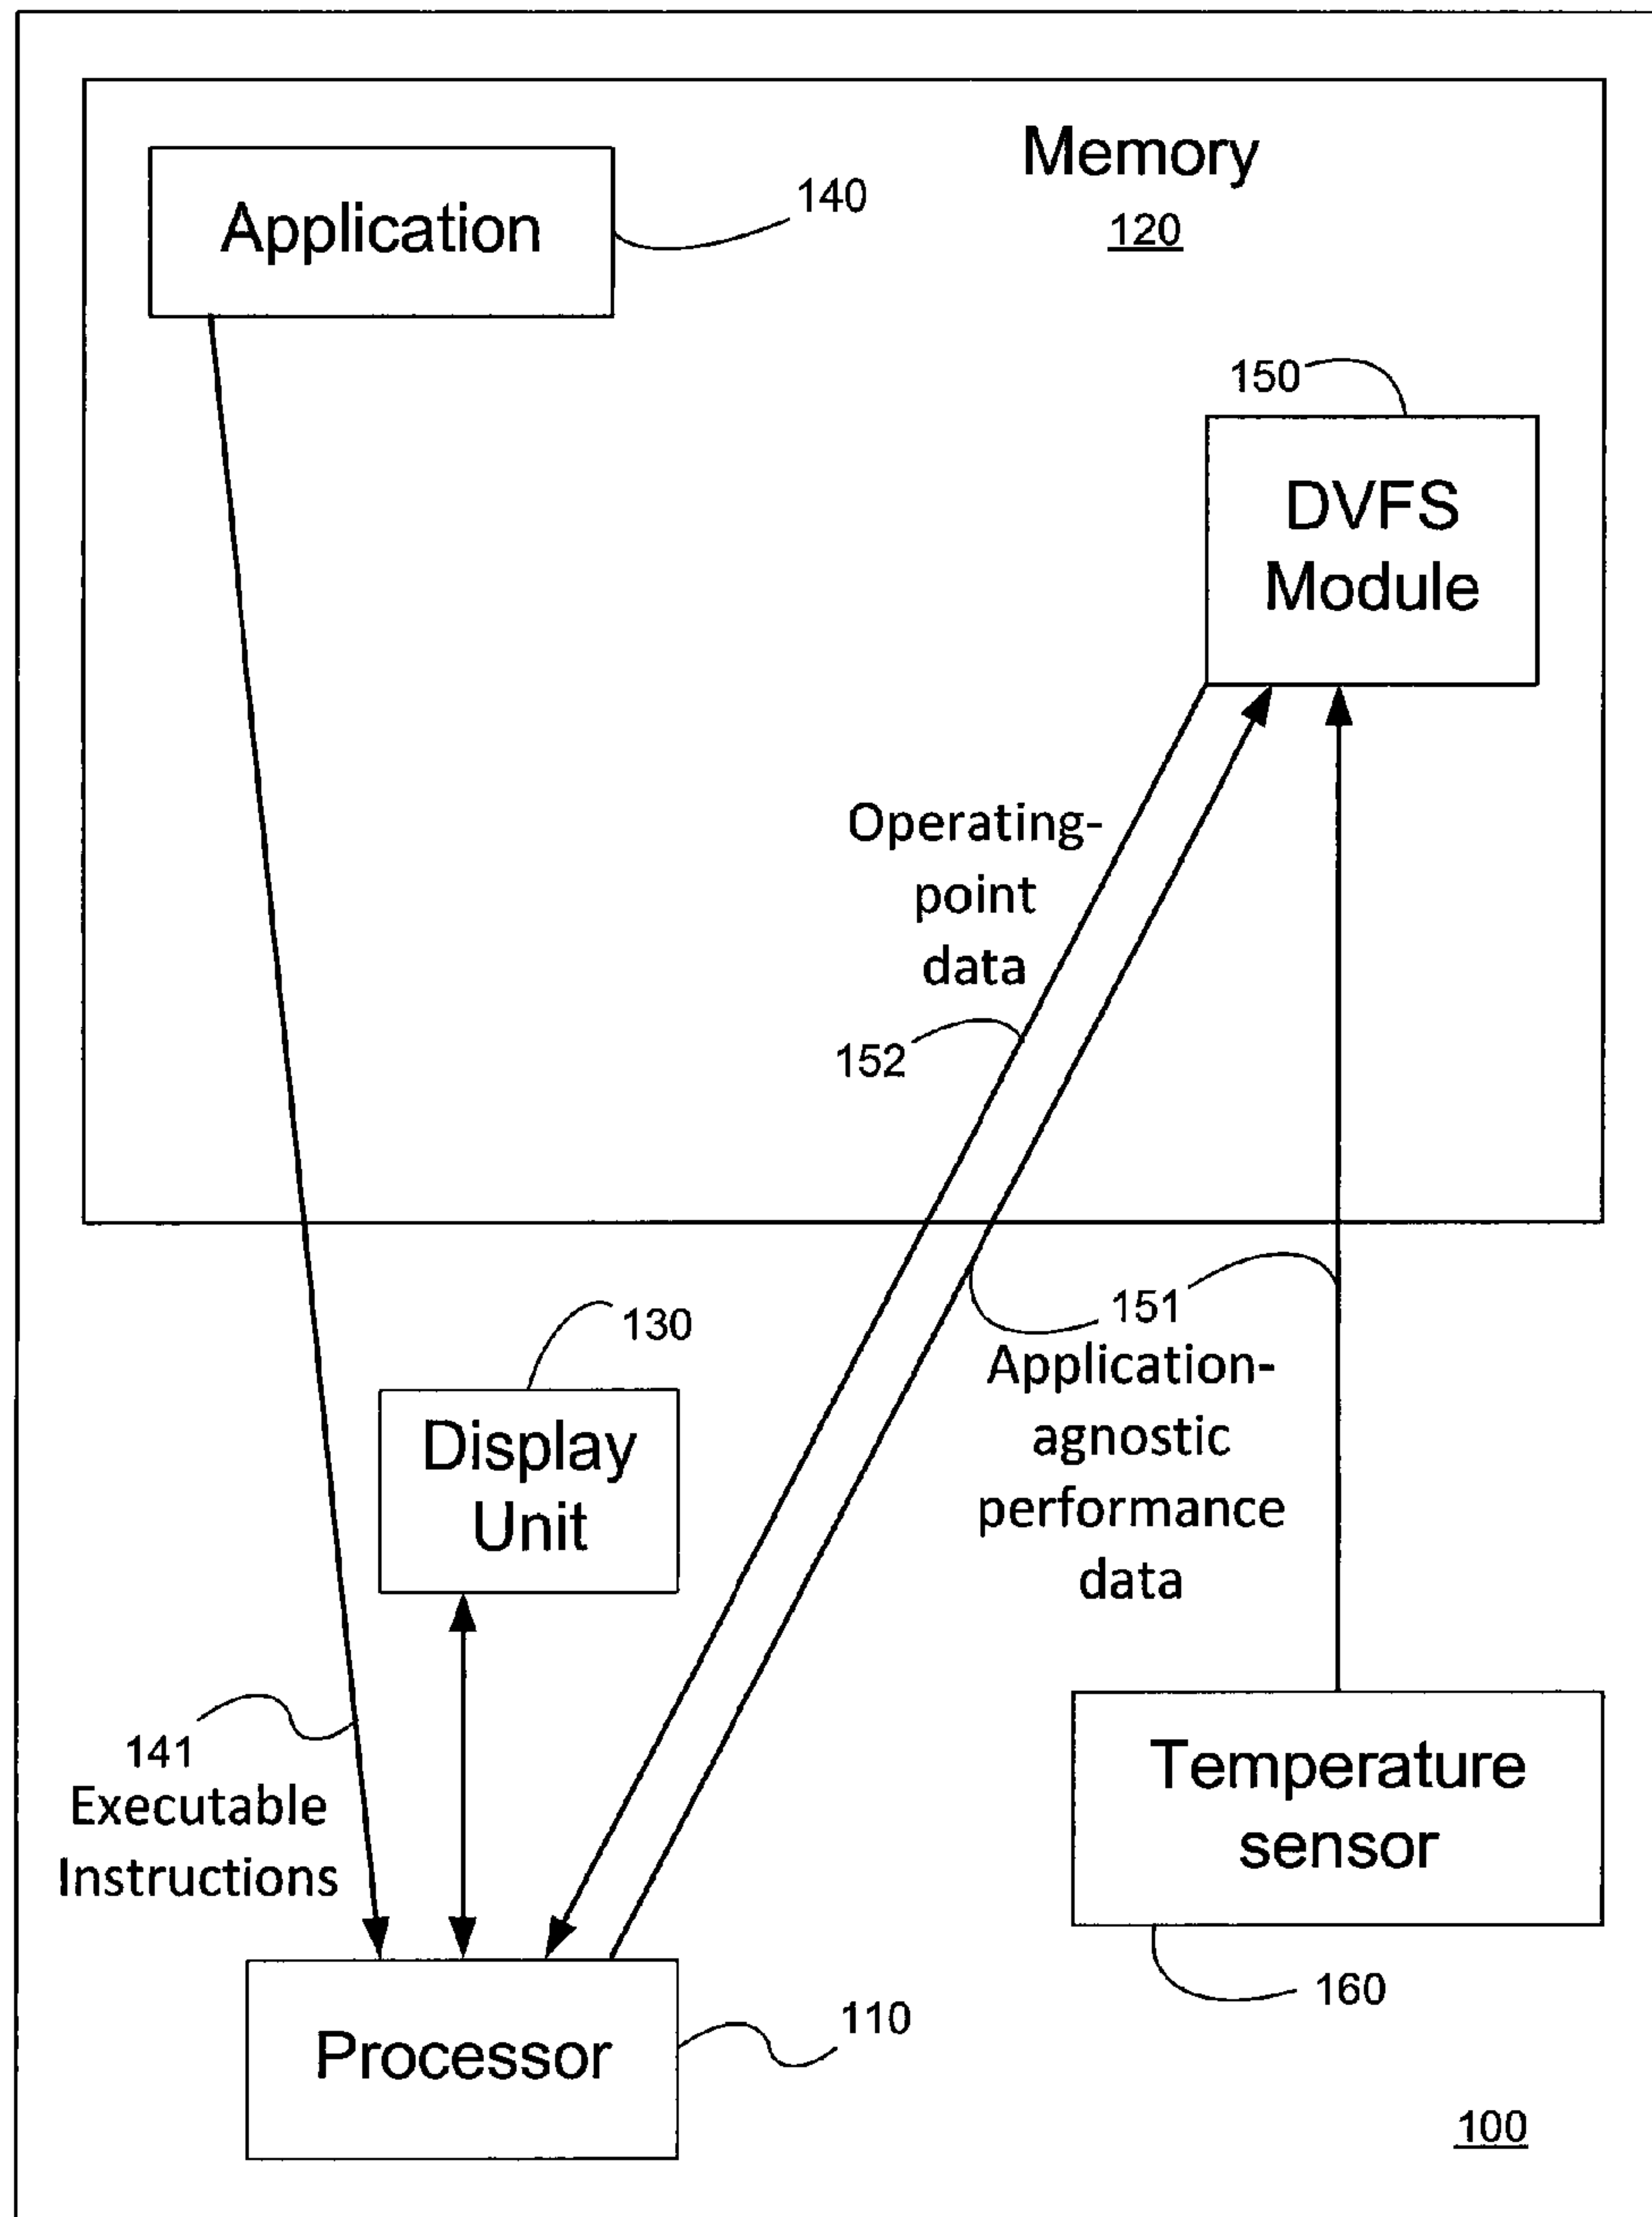 Memory
120
Application
140
150
DVFS
Module
Operating-
point
data
152
151
Application-
agnostic
performance
data
130
Display
Unit
141
Executable
Instructions
Temperature
sensor
160
Processor
110
100